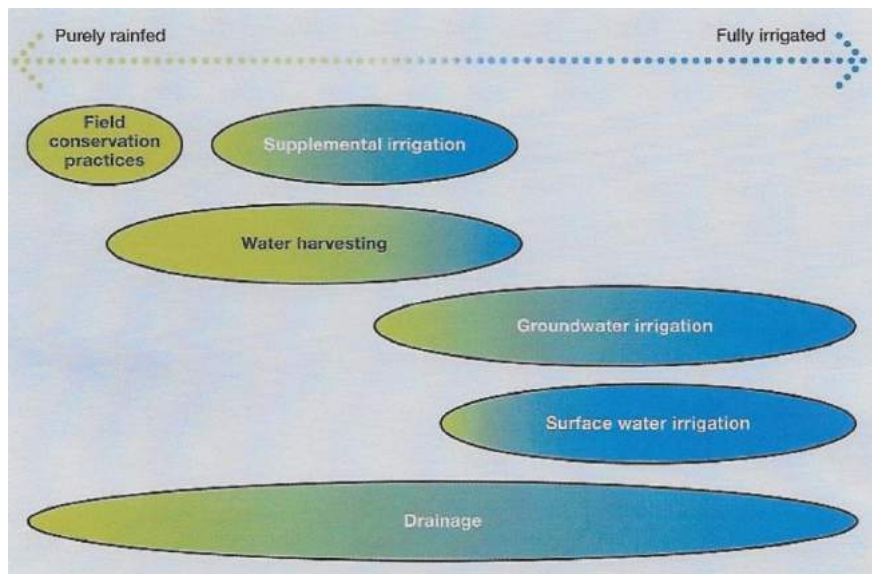 Purely rainfed
Fully irrigated
Field
conservation
practices
Supplemental irrigation
Water harvesting
Groundwater irrigation
Surface water irrigation
Drainage